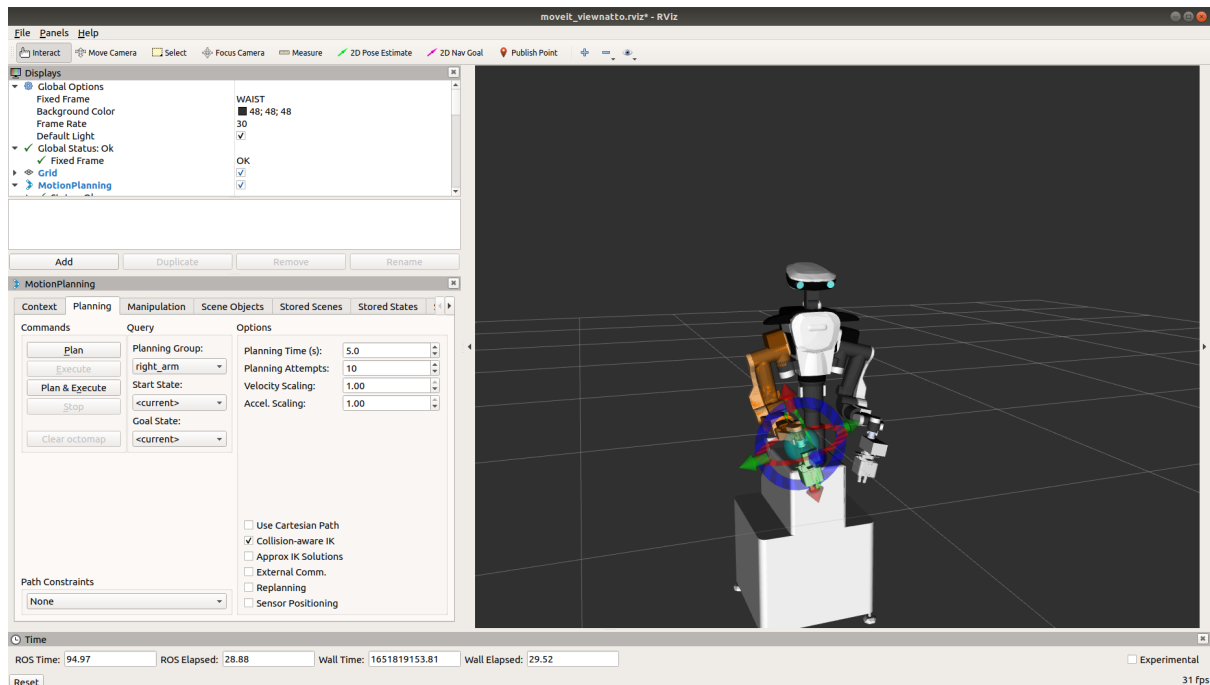 moveit_viewnatto.rviz* - RViz
File Panels Help
Interact Move Camera Select Focus Camera Measure 2D Pose Estimate 2D Nav Goal Publish Point
Displays
Global Options
Fixed Frame WAIST
Background Color 48; 48; 48
Frame Rate 30
Default Light
Global Status: Ok
Fixed Frame OK
Grid
MotionPlanning
Add Duplicate Remove Rename
MotionPlanning
Context Planning Manipulation Scene Objects Stored Scenes Stored States
Commands Query Options
Plan Planning Group: Planning Time (s): 5.0
Execute right_arm Planning Attempts: 10
Plan & Execute Start State: Velocity Scaling: 1.00
Stop <current> Accel. Scaling: 1.00
Goal State:
Clear octomap <current>
Use Cartesian Path
Collision-aware IK
Approx IK Solutions
External Comm.
Path Constraints Replanning
None Sensor Positioning
Time
ROS Time: 94.97 ROS Elapsed: 28.88 Wall Time: 1651819153.81 Wall Elapsed: 29.52 Experimental
Reset 31 fps